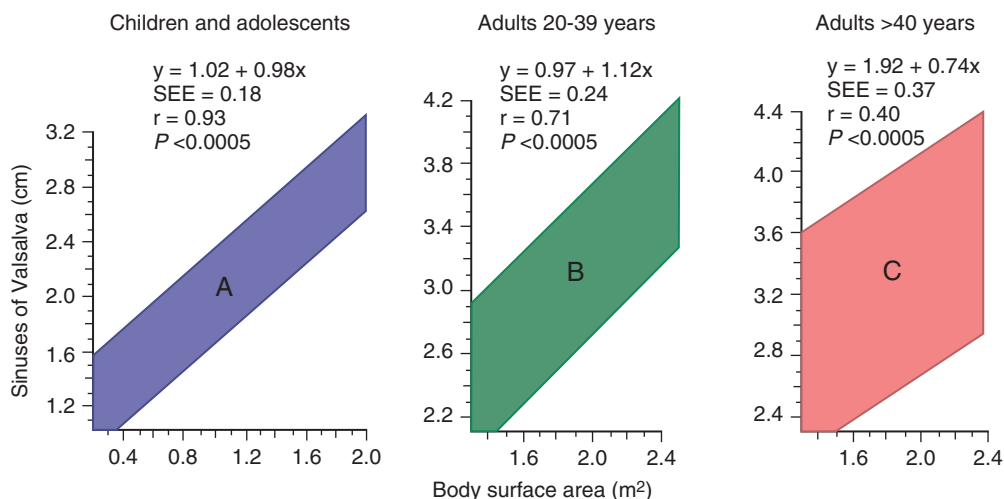 Children and adolescents
y = 1.02 + 0.98x
SEE = 0.18
r = 0.93
P <0.0005
Sinuses of Valsalva (cm)
3.2
2.8
2.4
2.0
1.6
1.2
A
0.4 0.8 1.2 1.6 2.0
Adults 20-39 years
y = 0.97 + 1.12x
SEE = 0.24
r = 0.71
P <0.0005
4.2
3.8
3.4
3.0
2.6
2.2
B
1.6 2.0 2.4
Adults >40 years
y = 1.92 + 0.74x
SEE = 0.37
r = 0.40
P <0.0005
4.4
4.0
3.6
3.2
2.8
2.4
C
1.6 2.0 2.4
Body surface area (m²)